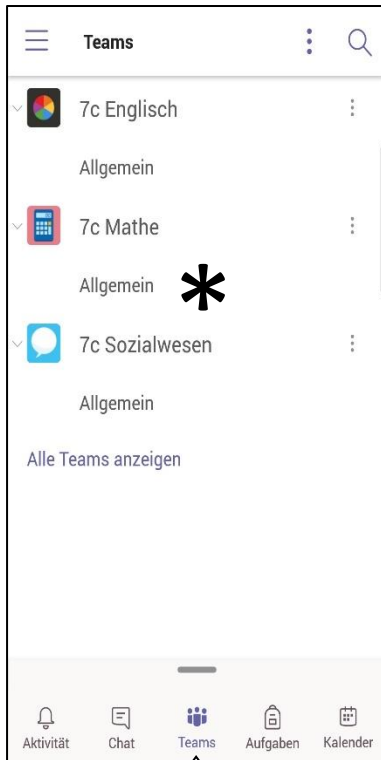 Teams
7c Englisch
Allgemein
7c Mathe
Allgemein *
7c Sozialwesen
Allgemein
Alle Teams anzeigen
Aktivität Chat Teams Aufgaben Kalender